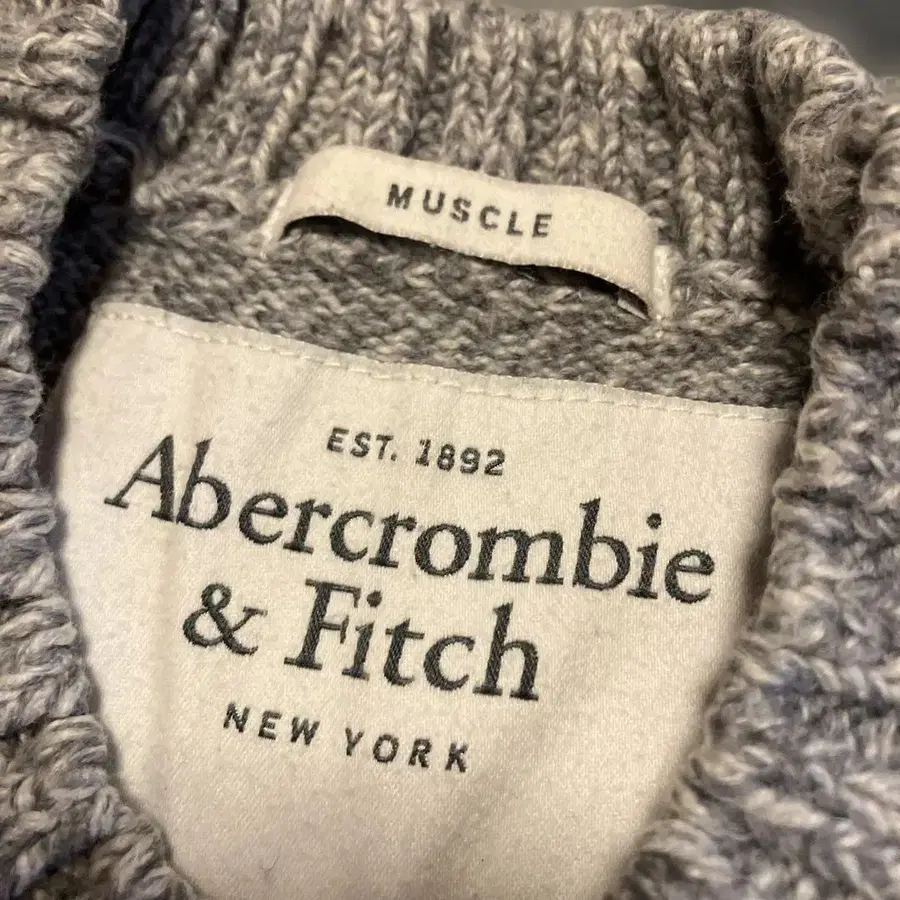 MUSCLE
EST. 1892
Abercrombie
& Fitch
NEW YORK